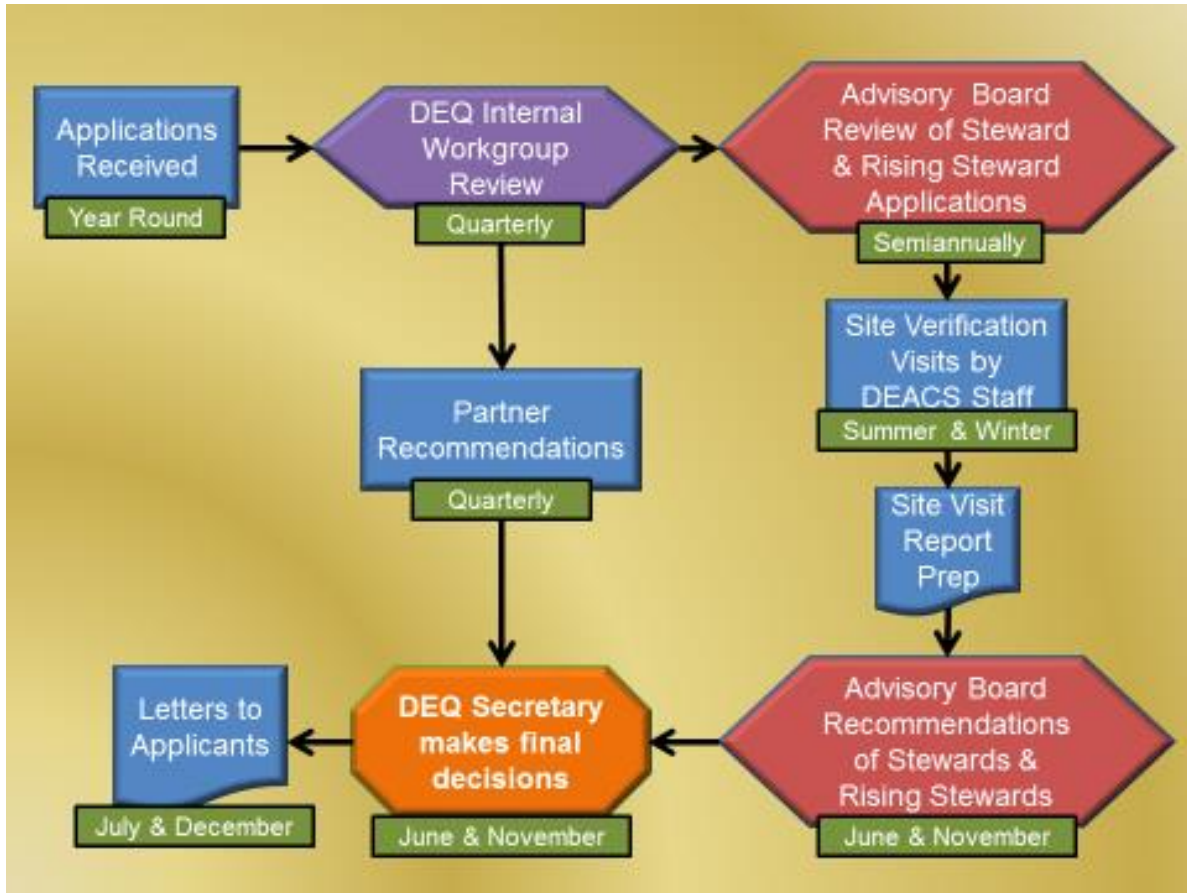 Applications
Received
Year Round
DEQ Internal
Workgroup
Review
Quarterly
Advisory Board
Review of Steward
& Rising Steward
Applications
Semiannually
Site Verification
Visits by
DEACS Staff
Summer & Winter
Partner
Recommendations
Quarterly
Site Visit
Report
Prep
Advisory Board
Recommendations
of Stewards &
Rising Stewards
June & November
DEQ Secretary
makes final
decisions
June & November
Letters to
Applicants
July & December